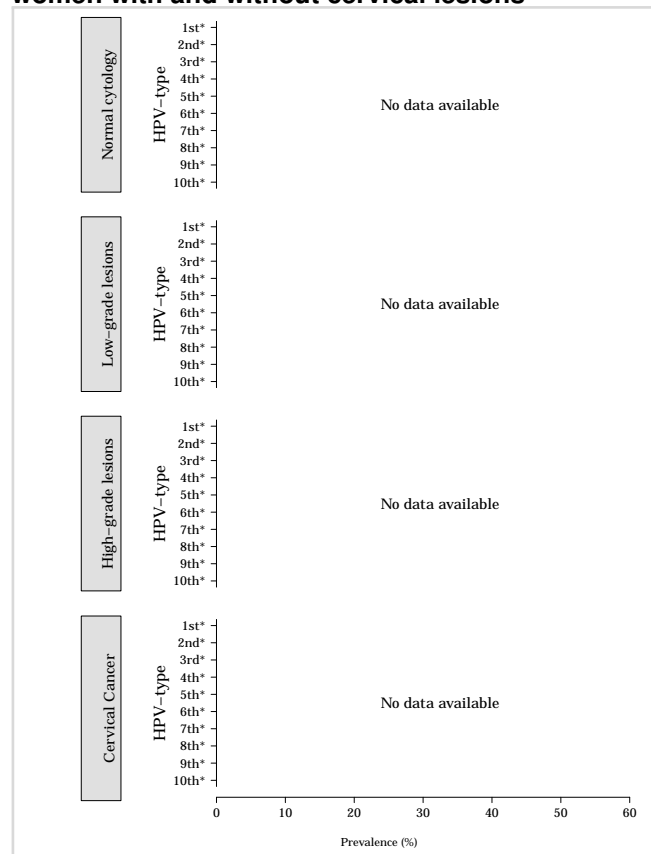 women with and without cervical lesions
Normal cytology
HPV−type
1st*
2nd*
3rd*
4th*
5th*
6th*
7th*
8th*
9th*
10th*
No data available
Low−grade lesions
HPV−type
1st*
2nd*
3rd*
4th*
5th*
6th*
7th*
8th*
9th*
10th*
No data available
High−grade lesions
HPV−type
1st*
2nd*
3rd*
4th*
5th*
6th*
7th*
8th*
9th*
10th*
No data available
Cervical Cancer
HPV−type
1st*
2nd*
3rd*
4th*
5th*
6th*
7th*
8th*
9th*
10th*
No data available
0 10 20 30 40 50 60
Prevalence (%)